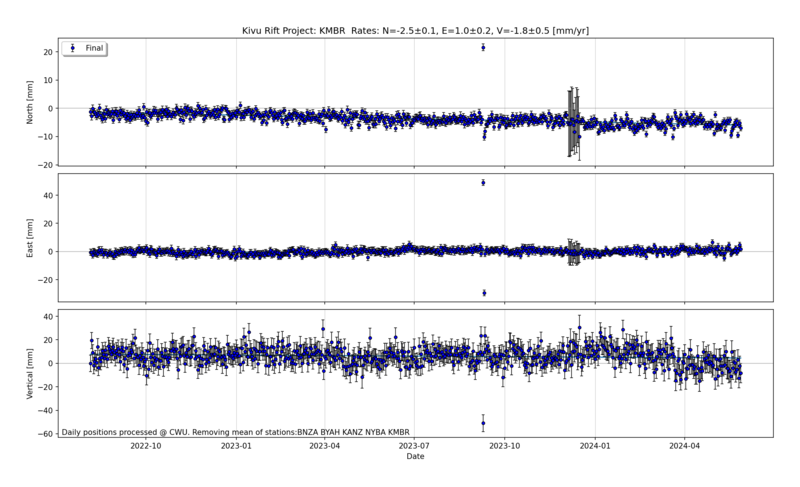 Kivu Rift Project: KMBR  Rates: N=-2.5±0.1, E=1.0±0.2, V=-1.8±0.5 [mm/yr]
Final
North [mm]
20
10
0
−10
−20
East [mm]
40
20
0
−20
Vertical [mm]
40
20
0
−20
−40
−60
Daily positions processed @ CWU. Removing mean of stations:BNZA BYAH KANZ NYBA KMBR
2022-10 2023-01 2023-04 2023-07 2023-10 2024-01 2024-04
Date